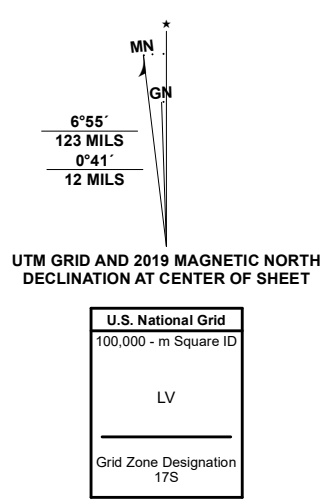 MN
GN
6°55´
123 MILS
0°41´
12 MILS
UTM GRID AND 2019 MAGNETIC NORTH
DECLINATION AT CENTER OF SHEET
U.S. National Grid
100,000 - m Square ID
LV
Grid Zone Designation
17S